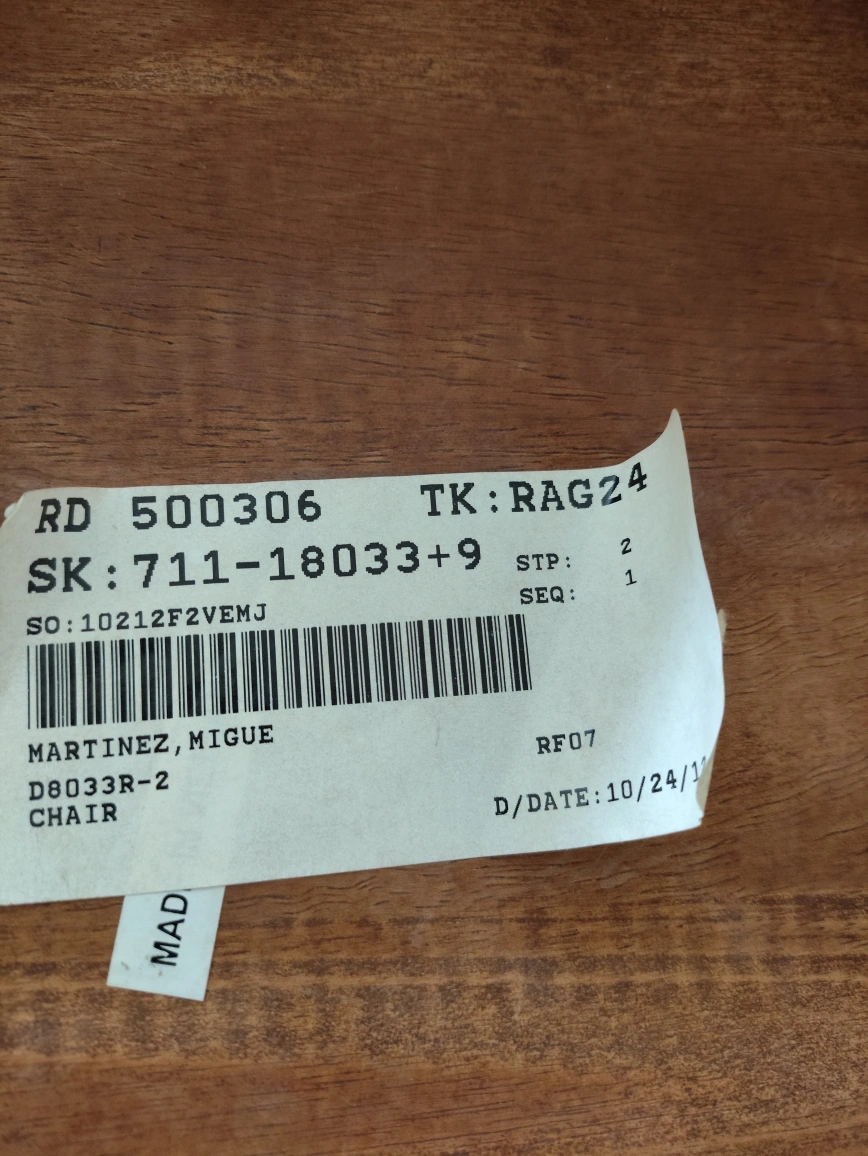 RD 500306 TK:RAG24
SK:711-18033+9 STP: 2
SEQ: 1
SO:10212F2VEMJ
MARTINEZ,MIGUE
RF07
D8033R-2
CHAIR
D/DATE:10/24/1